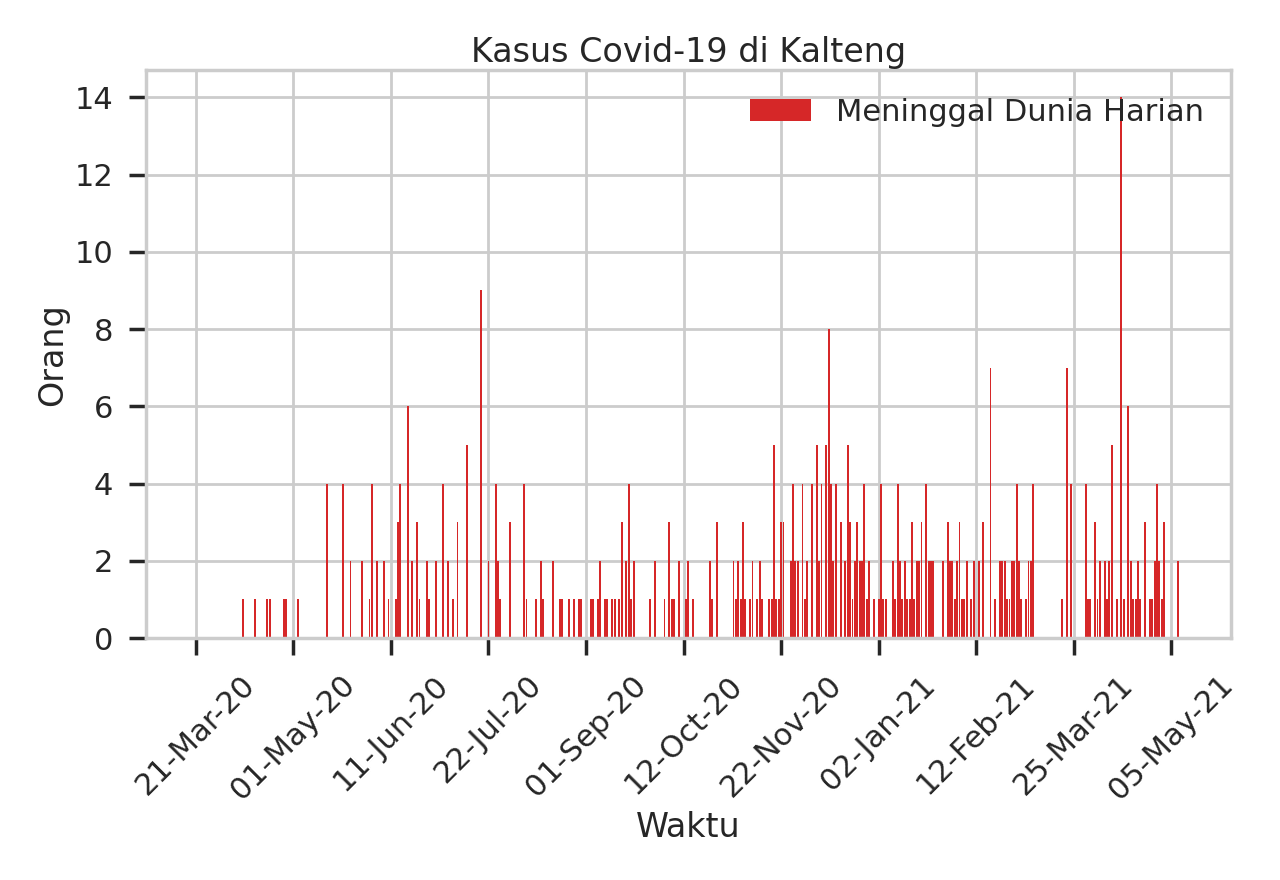 Kasus Covid-19 di Kalteng
Meninggal Dunia Harian
Orang
14
12
10
8
6
4
2
0
21-Mar-20
01-May-20
11-Jun-20
22-Jul-20
01-Sep-20
12-Oct-20
22-Nov-20
02-Jan-21
12-Feb-21
25-Mar-21
05-May-21
Waktu